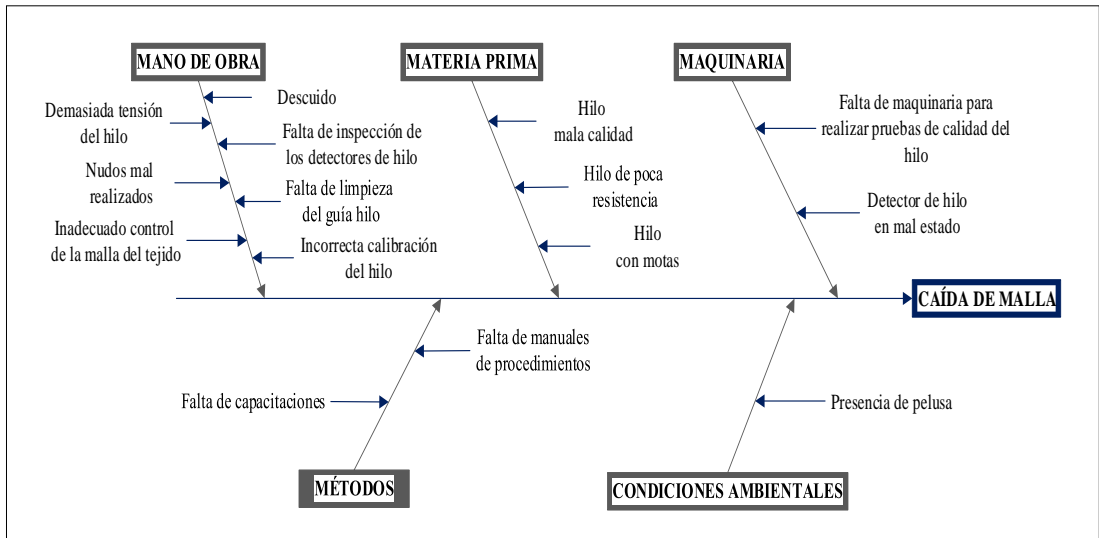 MANO DE OBRA
MATERIA PRIMA
MAQUINARIA
Descuido
Demasiada tensión
del hilo
Falta de inspección de
los detectores de hilo
Nudos mal
realizados
Falta de limpieza
del guía hilo
Inadecuado control
de la malla del tejido
Incorrecta calibración
del hilo
Hilo
mala calidad
Hilo de poca
resistencia
Hilo
con motas
Falta de maquinaria para
realizar pruebas de calidad del
hilo
Detector de hilo
en mal estado
CAÍDA DE MALLA
Falta de manuales
de procedimientos
Falta de capacitaciones
Presencia de pelusa
MÉTODOS
CONDICIONES AMBIENTALES